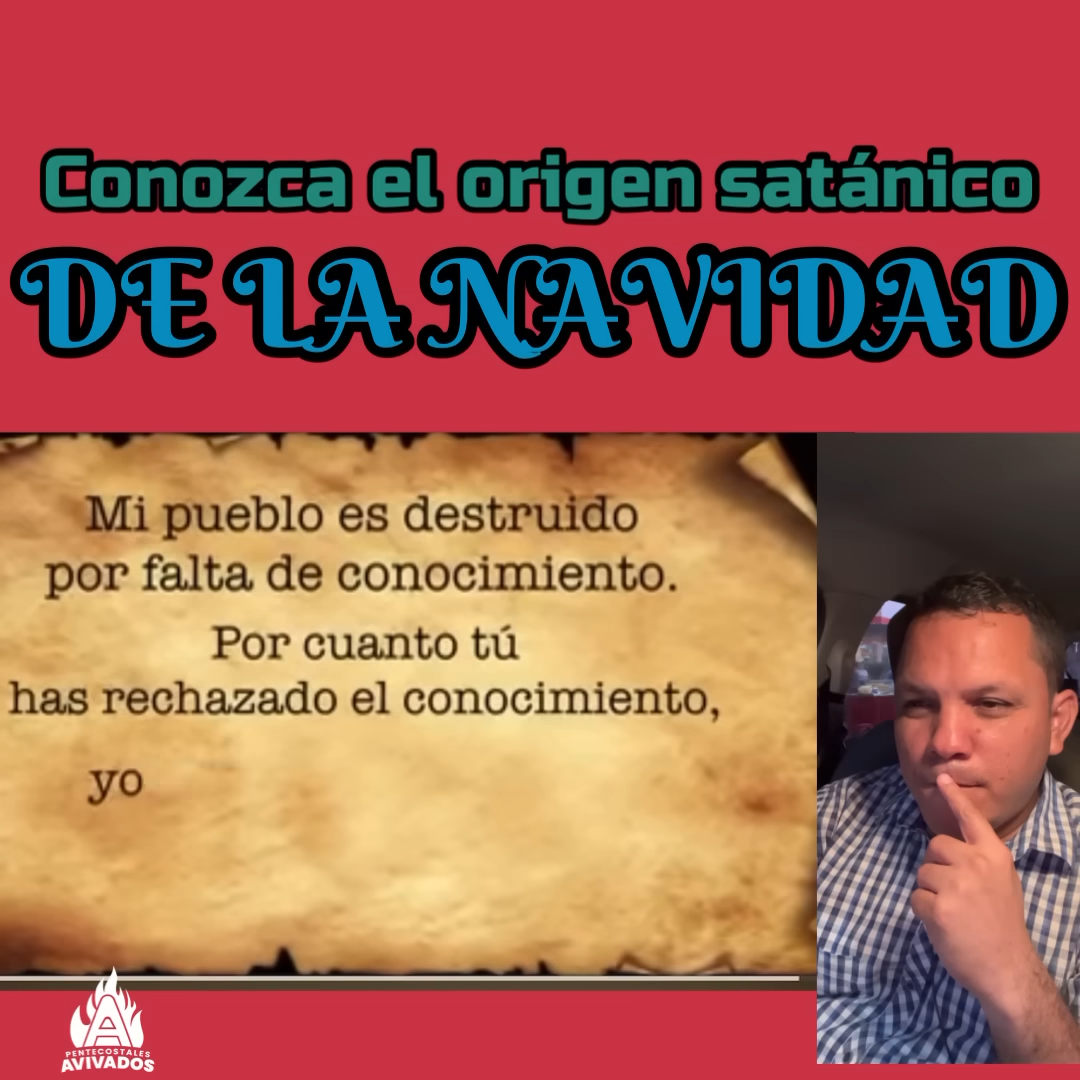 Conozca el origen satánico
DE LA NAVIDAD
Mi pueblo es destruido
por falta de conocimiento.
Por cuanto tú
has rechazado el conocimiento,
yo
A
PENTECOSTALES
AVIVADOS